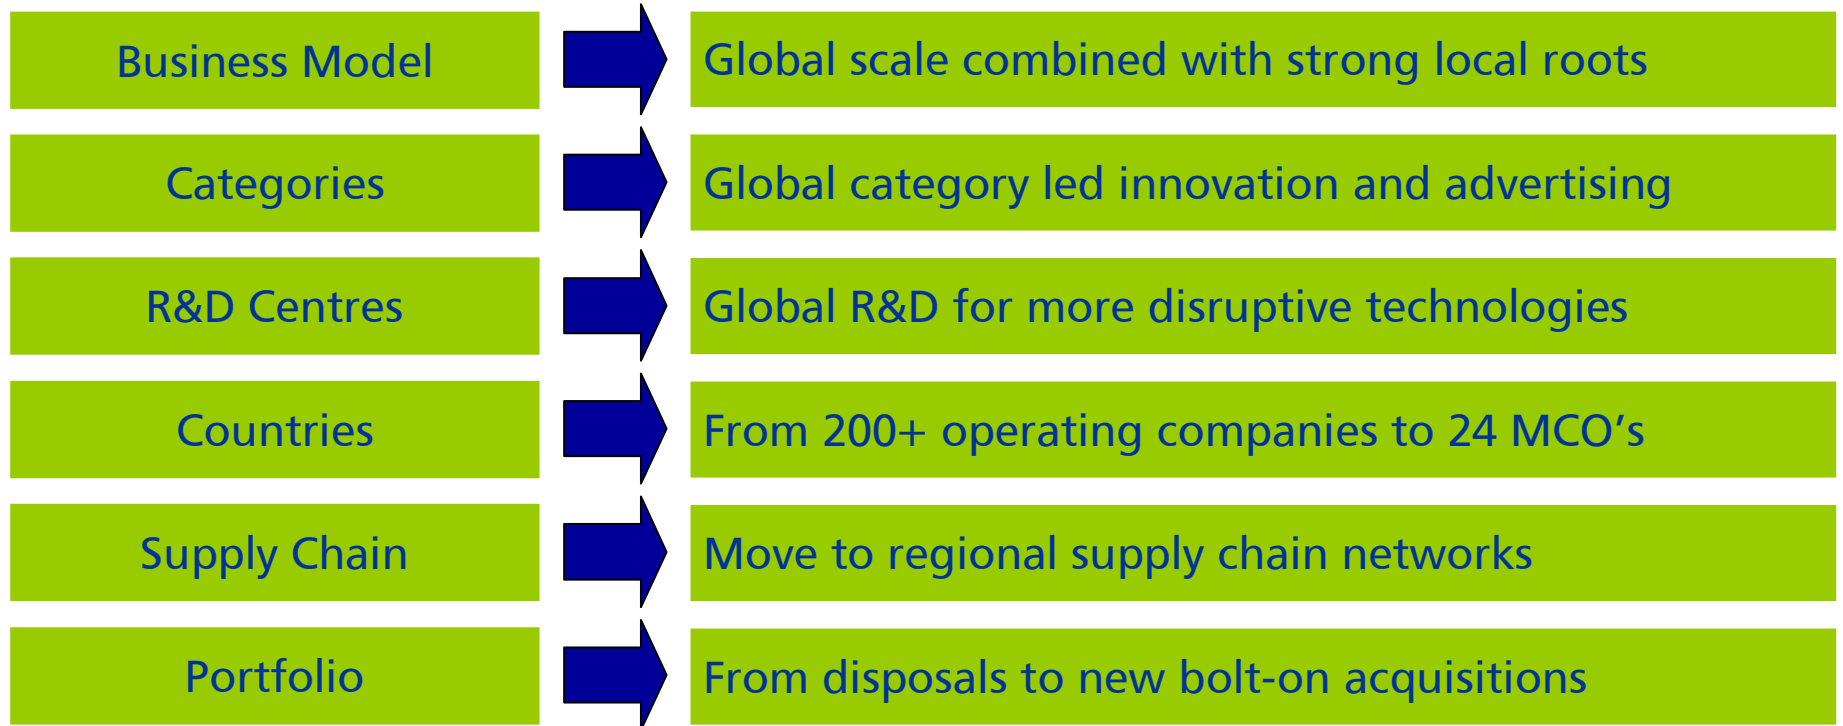 Business Model
Global scale combined with strong local roots
Categories
Global category led innovation and advertising
R&D Centres
Global R&D for more disruptive technologies
Countries
From 200+ operating companies to 24 MCO’s
Supply Chain
Move to regional supply chain networks
Portfolio
From disposals to new bolt-on acquisitions